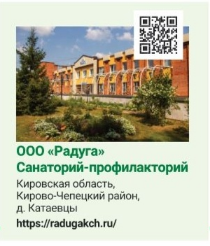 ООО «Радуга»
Санаторий-профилакторий
Кировская область,
Кирово-Чепецкий район,
д. Катаевцы
https://radugakch.ru/